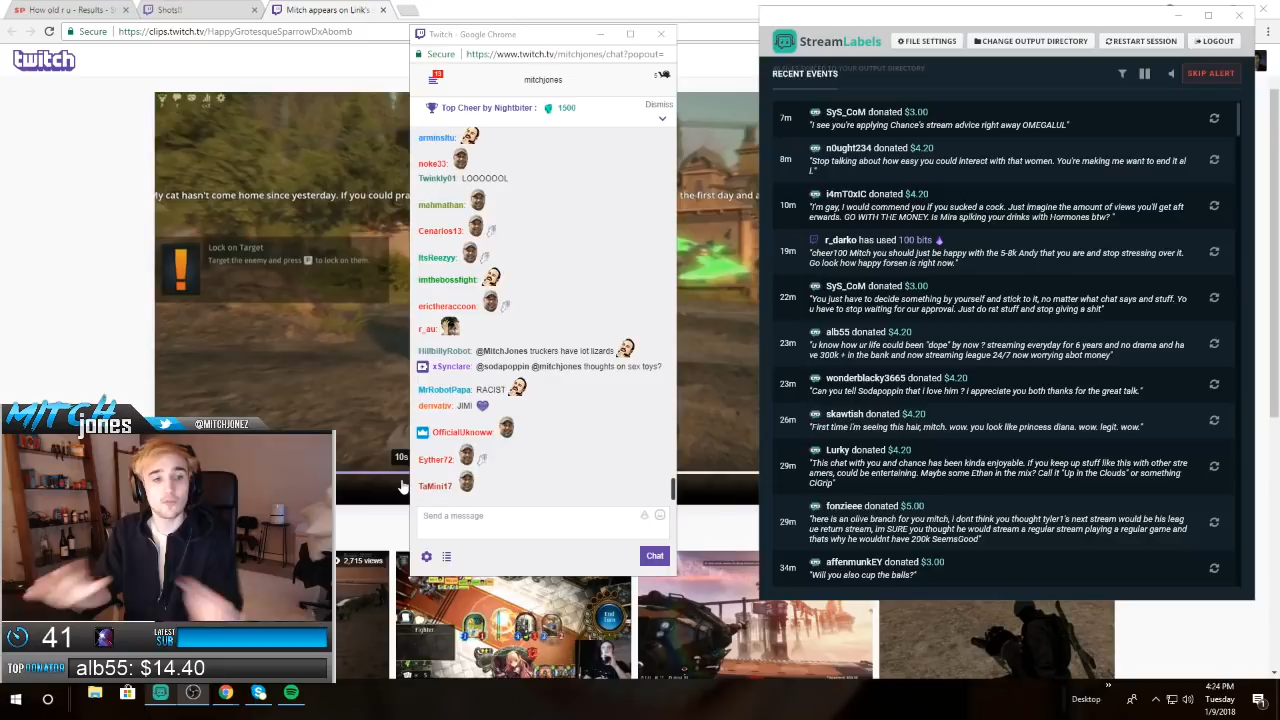 How old r u - Results - S
Shots!!
Mitch appears on Link's s
Secure https://clips.twitch.tv/HappyGrotesqueSparrowDxAbomb
twitch
My cat hasn't come home since yesterday. If you could pra
the first day and a
Lock on Target
Target the enemy and press to lock on them.
Twitch - Google Chrome
Secure https://www.twitch.tv/mitchjones/chat?popout=
13
mitchjones
Top Cheer by Nightbiter : 1500
Dismiss
noke33:
Twinkly01: LOOOOOOL
mahmathan:
Cenarios13:
ItsReezyy:
imthebossfight:
erictheraccoon:
r_au:
HillbillyRobot: @MitchJones truckers have lot lizards
xSynclare: @sodapoppin @mitchjones thoughts on sex toys?
MrRobotPapa: RACIST
derivativ: JIMI
OfficialUknoww:
Eyther72:
TaMini17
Send a message
Chat
StreamLabels
FILE SETTINGS
CHANGE OUTPUT DIRECTORY
RESTART SESSION
LOGOUT
RECENT EVENTS
SKIP ALERT
7m SyS_CoM donated $3.00
"I see you're applying Chance's stream advice right away OMEGALUL"
8m n0ught234 donated $4.20
"Stop talking about how easy you could interact with that women. You're making me want to end it al
l."
10m i4mT0xIC donated $4.20
"I'm gay, I would commend you if you sucked a cock. Just imagine the amount of views you'll get aft
erwards. GO WITH THE MONEY. Is Mira spiking your drinks with Hormones btw? "
19m r_darko has used 100 bits
"cheer100 Mitch you should just be happy with the 5-8k Andy that you are and stop craving over it.
Go look how happy forsen is right now."
22m SyS_CoM donated $3.00
"You just have to decide something by yourself and stick to it, no matter what chat or others say. Yo
u have to stop waiting for our approval. Just do rat stuff and stop giving a shit"
23m alb55 donated $4.20
"u know how ur life could been "dope" by now ? streaming everyday for 6 years and no drama and ha
ve 300k + in the bank and now streaming league 24/7 now worrying abot money"
23m wonderblacky3665 donated $4.20
"Can you tell Sodapoppin that i love him ? i appreciate you both thanks for the great time."
26m skawtish donated $4.20
"First time i'm seeing this hair, mitch. wow. you look like princess diana. wow. legit. wow."
29m Lurky donated $4.20
"This chat with you and chance has been kinda enjoyable. If you keep up stuff like this with other stre
amers, could be entertaining. Maybe some Ethan in the mix? Call it "Up in the Clouds" or something
CiGrip"
29m fonzieee donated $5.00
"here is an olive branch for you mitch, i dont think you thought tyler1's next stream would be his leag
ue return stream, im SURE you thought he would stream a regular stream playing a regular game and
thats why he wouldnt have 200k SeemsGood"
34m affenmunkEY donated $3.00
"Will you also cup the balls?"
MITCH
jones
@MITCHJONEZ
10s
2,715 views
Fighter
End
Turn
41
LATEST
SUB
TOP DONATOR alb55: $14.40
Desktop
4:24 PM
Tuesday
1/9/2018